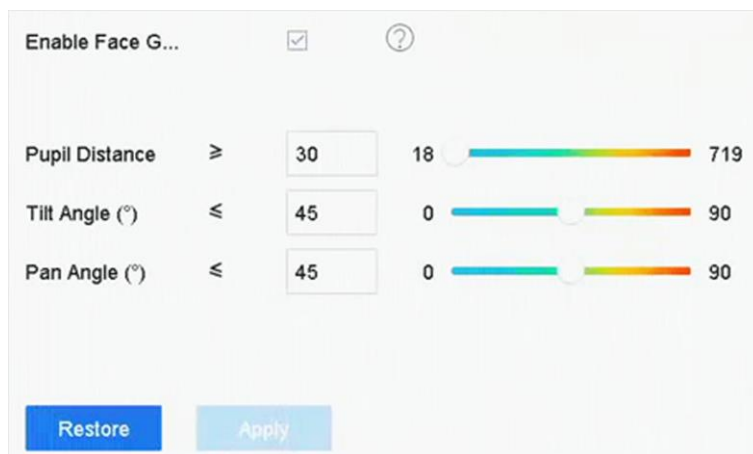 Enable Face G... ?
Pupil Distance ≥ 30 18 719
Tilt Angle (°) ≤ 45 0 90
Pan Angle (°) ≤ 45 0 90
Restore Apply